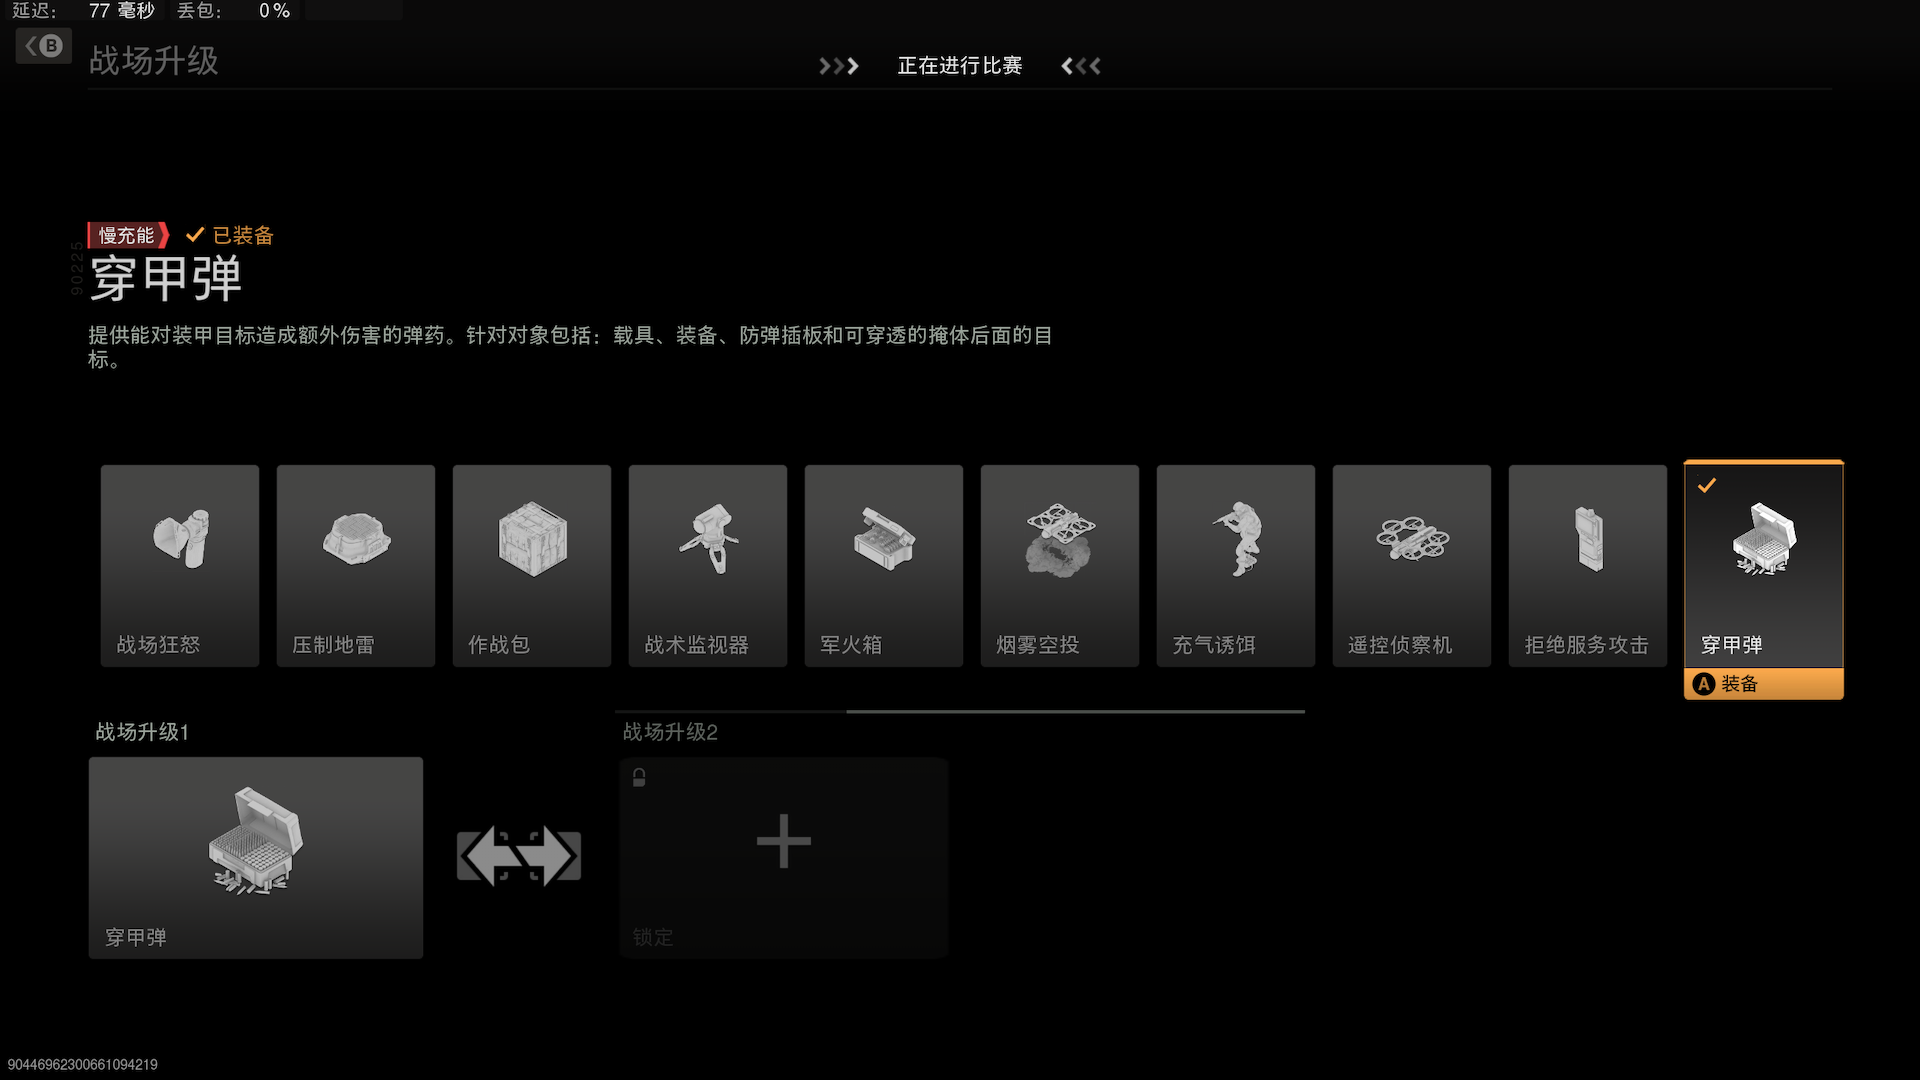 延迟： 77 毫秒 丢包： 0%
B
战场升级
正在进行比赛
慢充能 已装备
90225
穿甲弹
提供能对装甲目标造成额外伤害的弹药。针对对象包括：载具、装备、防弹插板和可穿透的掩体后面的目
标。
战场狂怒 压制地雷 作战包 战术监视器 军火箱 烟雾空投 充气诱饵 遥控侦察机 拒绝服务攻击 穿甲弹
A 装备
战场升级1 战场升级2
穿甲弹 锁定
90446962300661094219